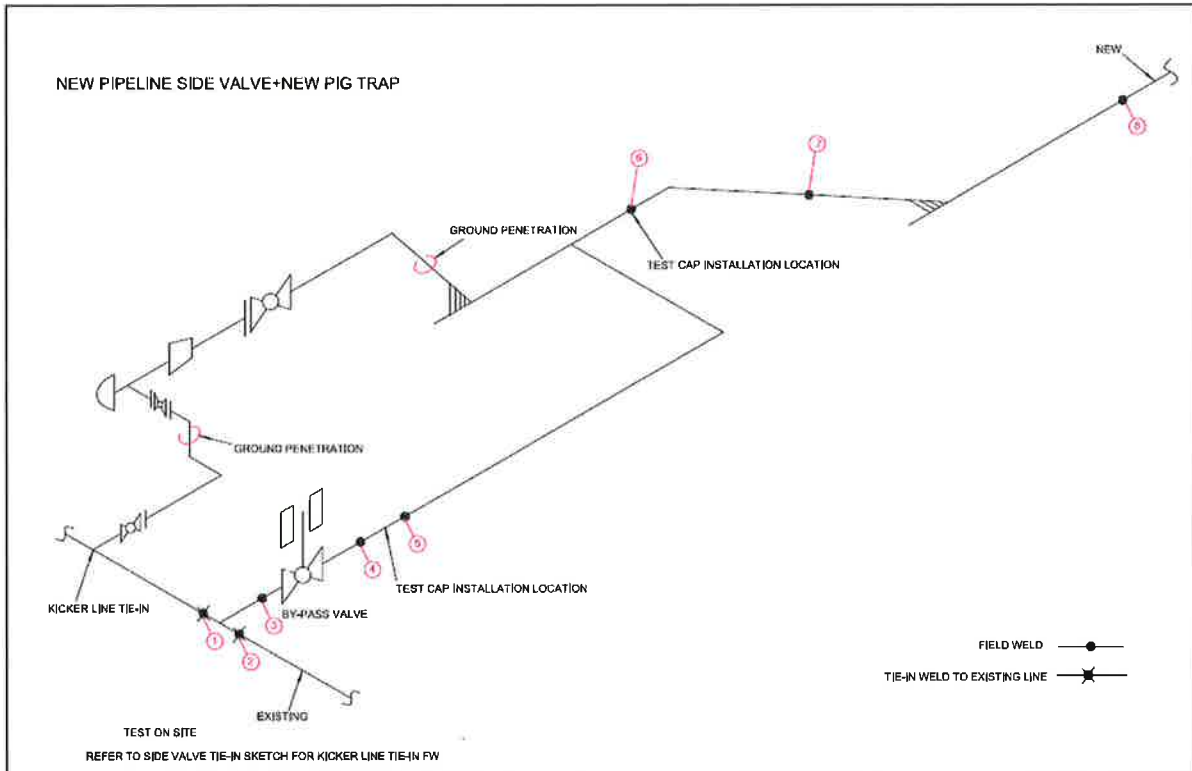 NEW
NEW PIPELINE SIDE VALVE+NEW PIG TRAP
8
7
6
GROUND PENETRATION
TEST CAP INSTALLATION LOCATION
GROUND PENETRATION
5
4
TEST CAP INSTALLATION LOCATION
KICKER LINE TIE-IN
3
BY-PASS VALVE
1
2
FIELD WELD
TIE-IN WELD TO EXISTING LINE
EXISTING
TEST ON SITE
REFER TO SIDE VALVE TIE-IN SKETCH FOR KICKER LINE TIE-IN FW